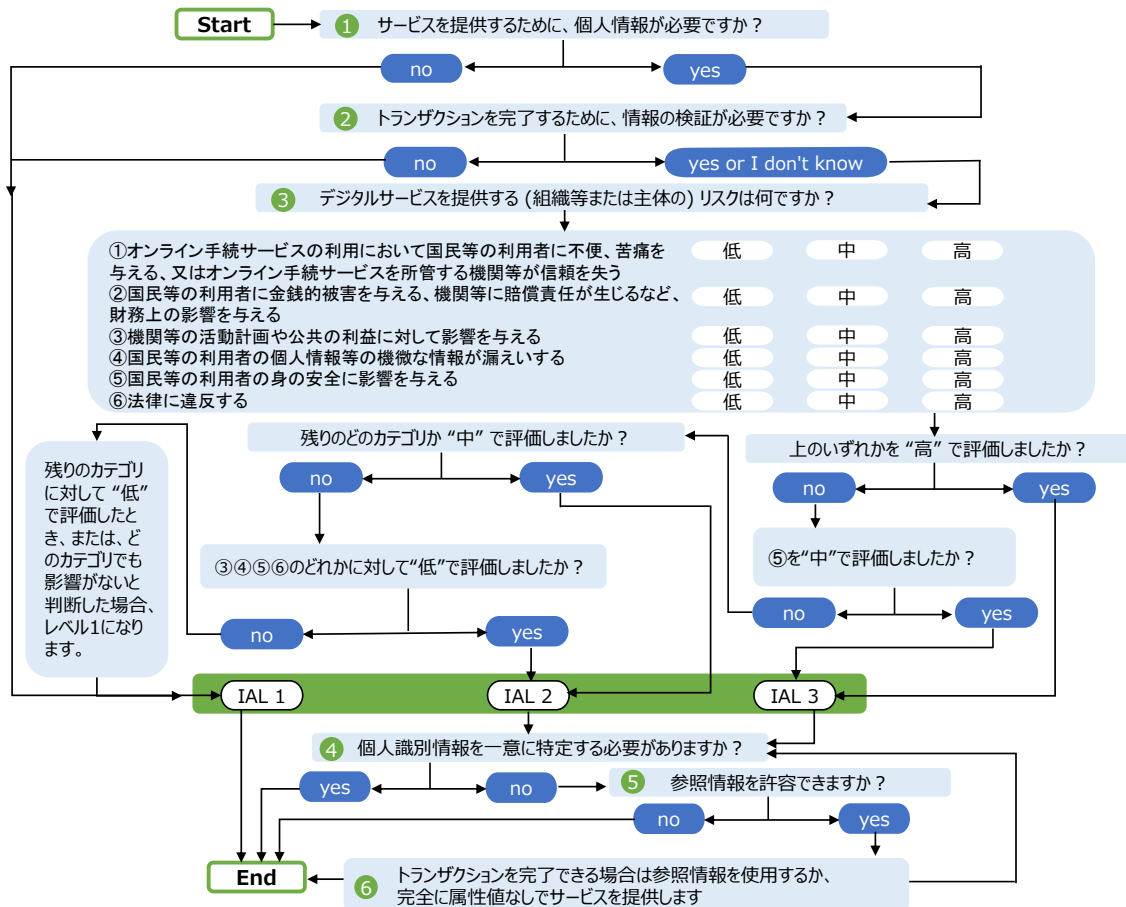 Start
1 サービスを提供するために、個人情報が必要ですか？
no
yes
2 トランザクションを完了するために、情報の検証が必要ですか？
no
yes or I don't know
3 デジタルサービスを提供する (組織等または主体の) リスクは何ですか？
①オンライン手続サービスの利用において国民等の利用者に不便、苦痛を
与える、又はオンライン手続サービスを所管する機関等が信頼を失う
低 中 高
②国民等の利用者に金銭的被害を与える、機関等に賠償責任が生じるなど、
財務上の影響を与える
低 中 高
③機関等の活動計画や公共の利益に対して影響を与える 低 中 高
④国民等の利用者の個人情報等の機微な情報が漏えいする 低 中 高
⑤国民等の利用者の身の安全に影響を与える 低 中 高
⑥法律に違反する 低 中 高
上のいずれかを “高” で評価しましたか？
no
yes
⑤を“中”で評価しましたか？
no
yes
残りのどのカテゴリか “中” で評価しましたか？
no
yes
③④⑤⑥のどれかに対して“低”で評価しましたか？
no
yes
残りのカテゴリ
に対して “低”
で評価したと
き、または、ど
のカテゴリでも
影響がないと
判断した場合、
レベル1になり
ます。
IAL 1
IAL 2
IAL 3
4 個人識別情報を一意に特定する必要がありますか？
yes
no
5 参照情報を許容できますか？
no
yes
End
6 トランザクションを完了できる場合は参照情報を使用するか、
完全に属性値なしでサービスを提供します